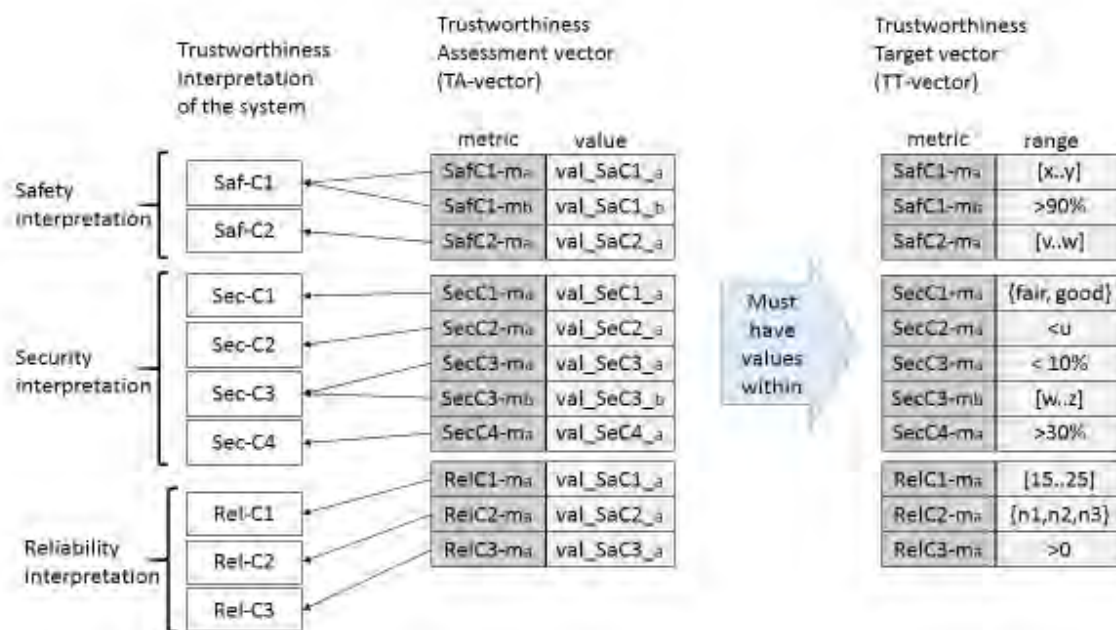 Trustworthiness
Interpretation
of the system
Trustworthiness
Assessment vector
(TA-vector)
Trustworthiness
Target vector
(TT-vector)
metric value
metric range
Safety
interpretation
Saf-C1
Saf-C2
SafC1-ma val_SaC1_a
SafC1-mb val_SaC1_b
SafC2-ma val_SaC2_a
SafC1-ma [x..y]
SafC1-mb >90%
SafC2-ma [v..w]
Security
interpretation
Sec-C1
Sec-C2
Sec-C3
Sec-C4
SecC1-ma val_SeC1_a
SecC2-ma val_SeC2_a
SecC3-ma val_SeC3_a
SecC3-mb val_SeC3_b
SecC4-ma val_SeC4_a
Must
have
values
within
SecC1-ma {fair, good}
SecC2-ma <u
SecC3-ma < 10%
SecC3-mb [w..z]
SecC4-ma >30%
Reliability
interpretation
Rel-C1
Rel-C2
Rel-C3
RelC1-ma val_SaC1_a
RelC2-ma val_SaC2_a
RelC3-ma val_SaC3_a
RelC1-ma [15..25]
RelC2-ma {n1,n2,n3}
RelC3-ma >0